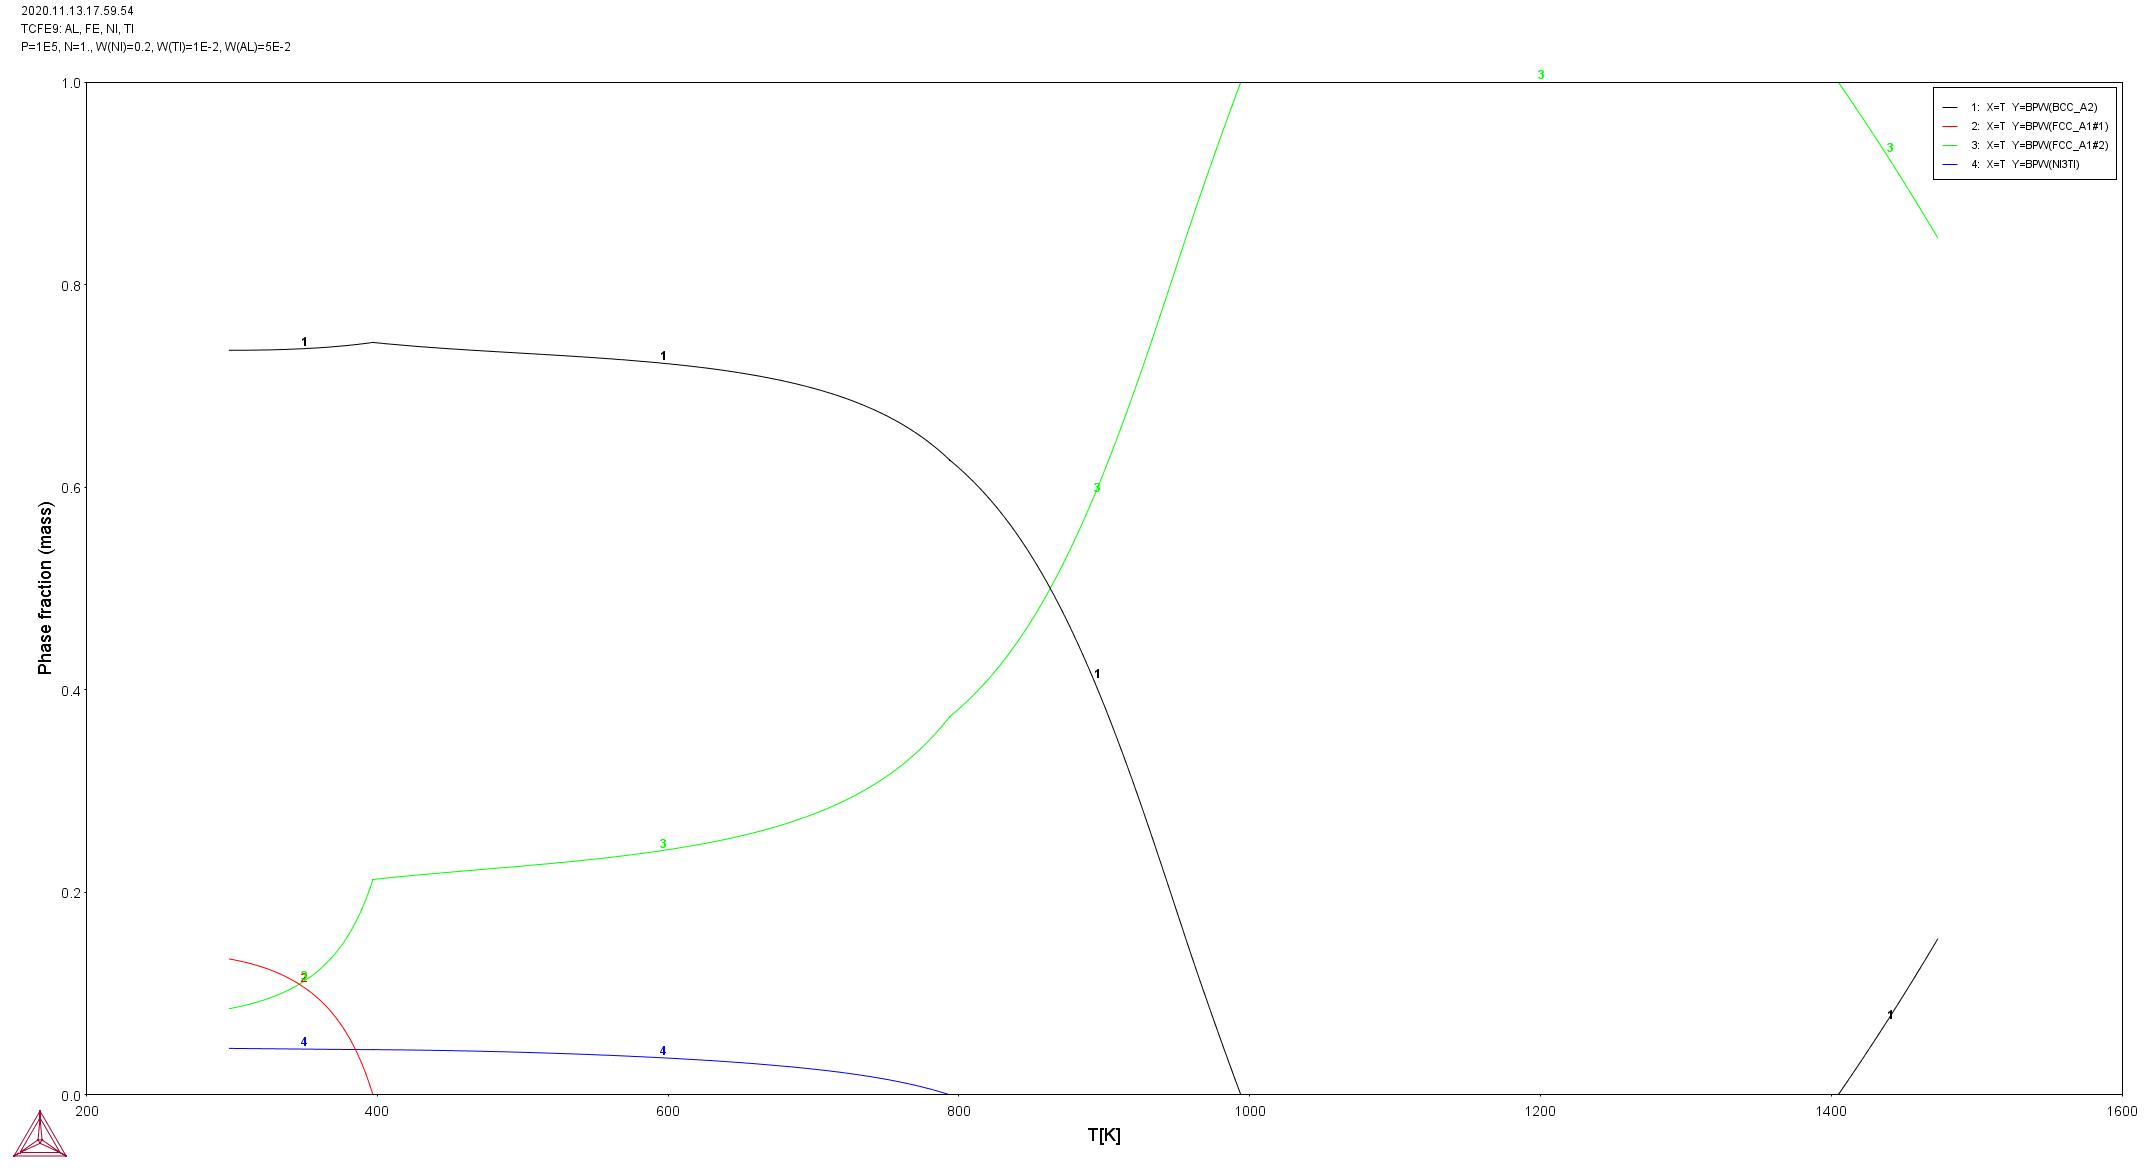 2020.11.13.17.59.54
TCFE9: AL, FE, NI, TI
P=1E5, N=1., W(NI)=0.2, W(TI)=1E-2, W(AL)=5E-2
3
1.0
1: X=T Y=BPW(BCC_A2)
2: X=T Y=BPW(FCC_A1#1)
3: X=T Y=BPW(FCC_A1#2)
4: X=T Y=BPW(NI3TI)
3
0.8
1
1
0.6
3
Phase fraction (mass)
0.4
1
3
0.2
3
2
1
4
4
0.0
200 400 600 800 1000 1200 1400 1600
T[K]